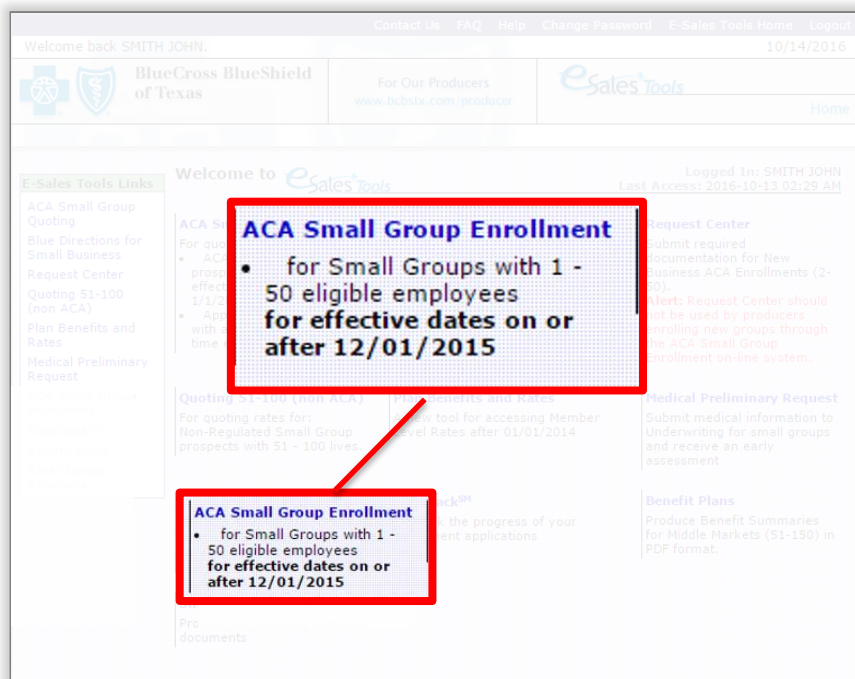 Contact Us FAQ Help Change Password E-Sales Tools Home Logout
Welcome back SMITH JOHN.
10/14/2016
BlueCross BlueShield
of Texas
For Our Producers
www.bcbstx.com/producer
eSales Tools
Home
E-Sales Tools Links
ACA Small Group
Quoting
Blue Directions for
Small Business
Request Center
Quoting 51-100
(non ACA)
Plan Benefits and
Rates
Medical Preliminary
Request
Welcome to eSales Tools
Logged In: SMITH JOHN
Last Access: 2016-10-13 02:29 AM
ACA Small Group Enrollment
• for Small Groups with 1 -
50 eligible employees
for effective dates on or
after 12/01/2015
Request Center
Submit required
documentation for New
Business ACA Enrollments (2-
50).
Alert: Request Center should
not be used by producers
enrolling new groups through
the ACA Small Group
Enrollment on-line system.
Quoting 51-100 (non ACA)
For quoting rates for:
Non-Regulated Small Group
prospects with 51 - 100 lives.
Plan Benefits and Rates
A new tool for accessing Member
Level Rates after 01/01/2014
Medical Preliminary Request
Submit medical information to
Underwriting for small groups
and receive an early
assessment
ACA Small Group Enrollment
• for Small Groups with 1 -
50 eligible employees
for effective dates on or
after 12/01/2015
the progress of your
applications
Benefit Plans
Produce Benefit Summaries
for Middle Markets (51-150) in
PDF format.
documents